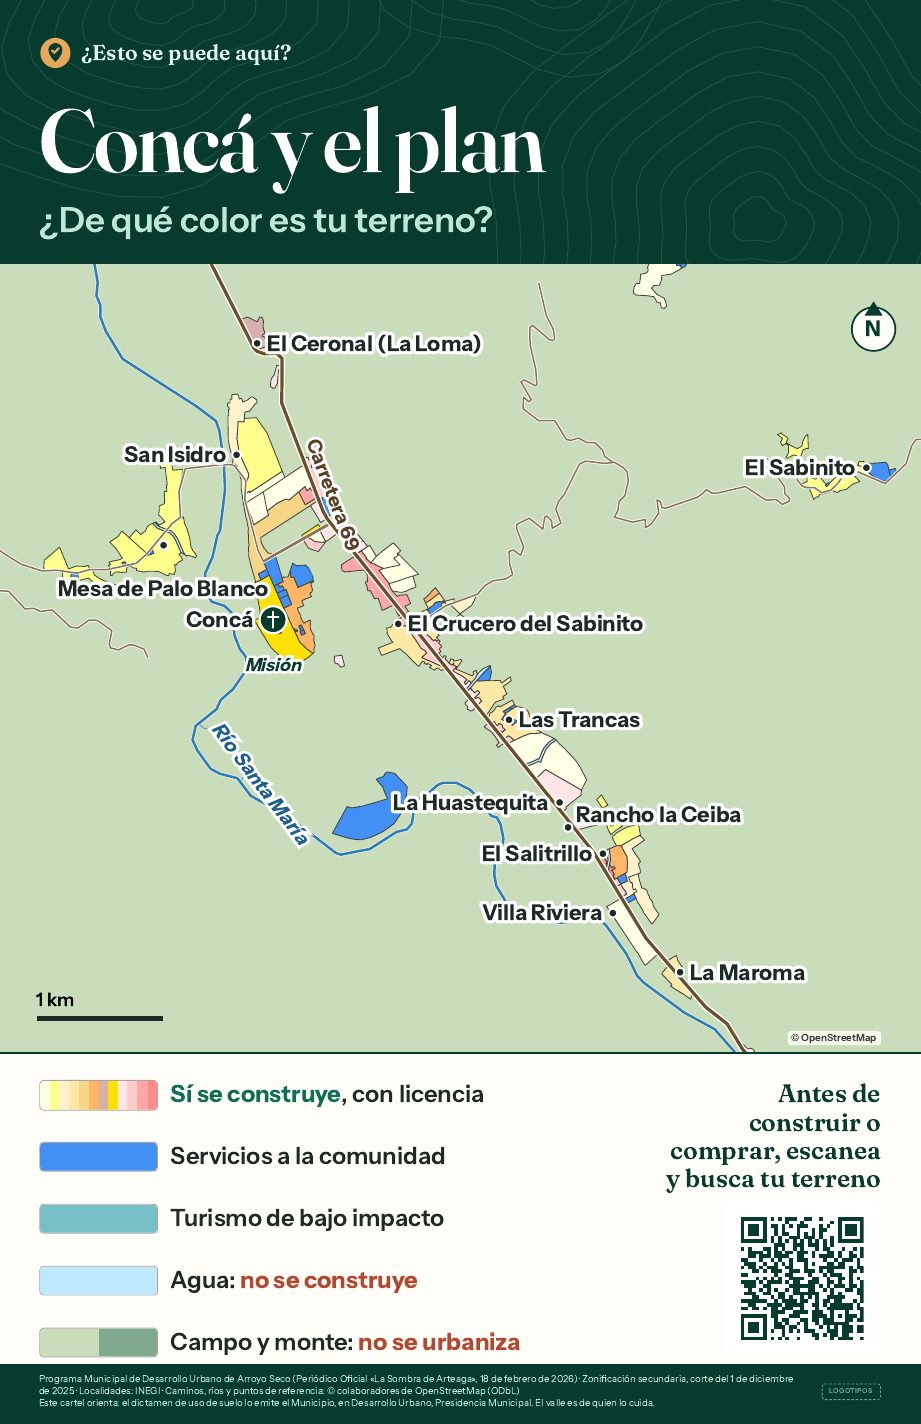 ¿Esto se puede aquí?
Concá y el plan
¿De qué color es tu terreno?
N
El Ceronal (La Loma)
San Isidro
Carretera 69
El Sabinito
Mesa de Palo Blanco
Concá
El Crucero del Sabinito
Misión
Las Trancas
Río Santa María
La Huastequita
Rancho la Ceiba
El Salitrillo
Villa Riviera
La Maroma
1 km
© OpenStreetMap
Sí se construye, con licencia
Servicios a la comunidad
Turismo de bajo impacto
Agua: no se construye
Campo y monte: no se urbaniza
Antes de
construir o
comprar, escanea
y busca tu terreno
Programa Municipal de Desarrollo Urbano de Arroyo Seco (Periódico Oficial «La Sombra de Arteaga», 18 de febrero de 2026) · Zonificación secundaria, corte del 1 de diciembre
de 2025 · Localidades: INEGI · Caminos, ríos y puntos de referencia: © colaboradores de OpenStreetMap (ODbL)
Este cartel orienta: el dictamen de uso de suelo lo emite el Municipio, en Desarrollo Urbano, Presidencia Municipal. El valle es de quien lo cuida.
LOGOTIPOS